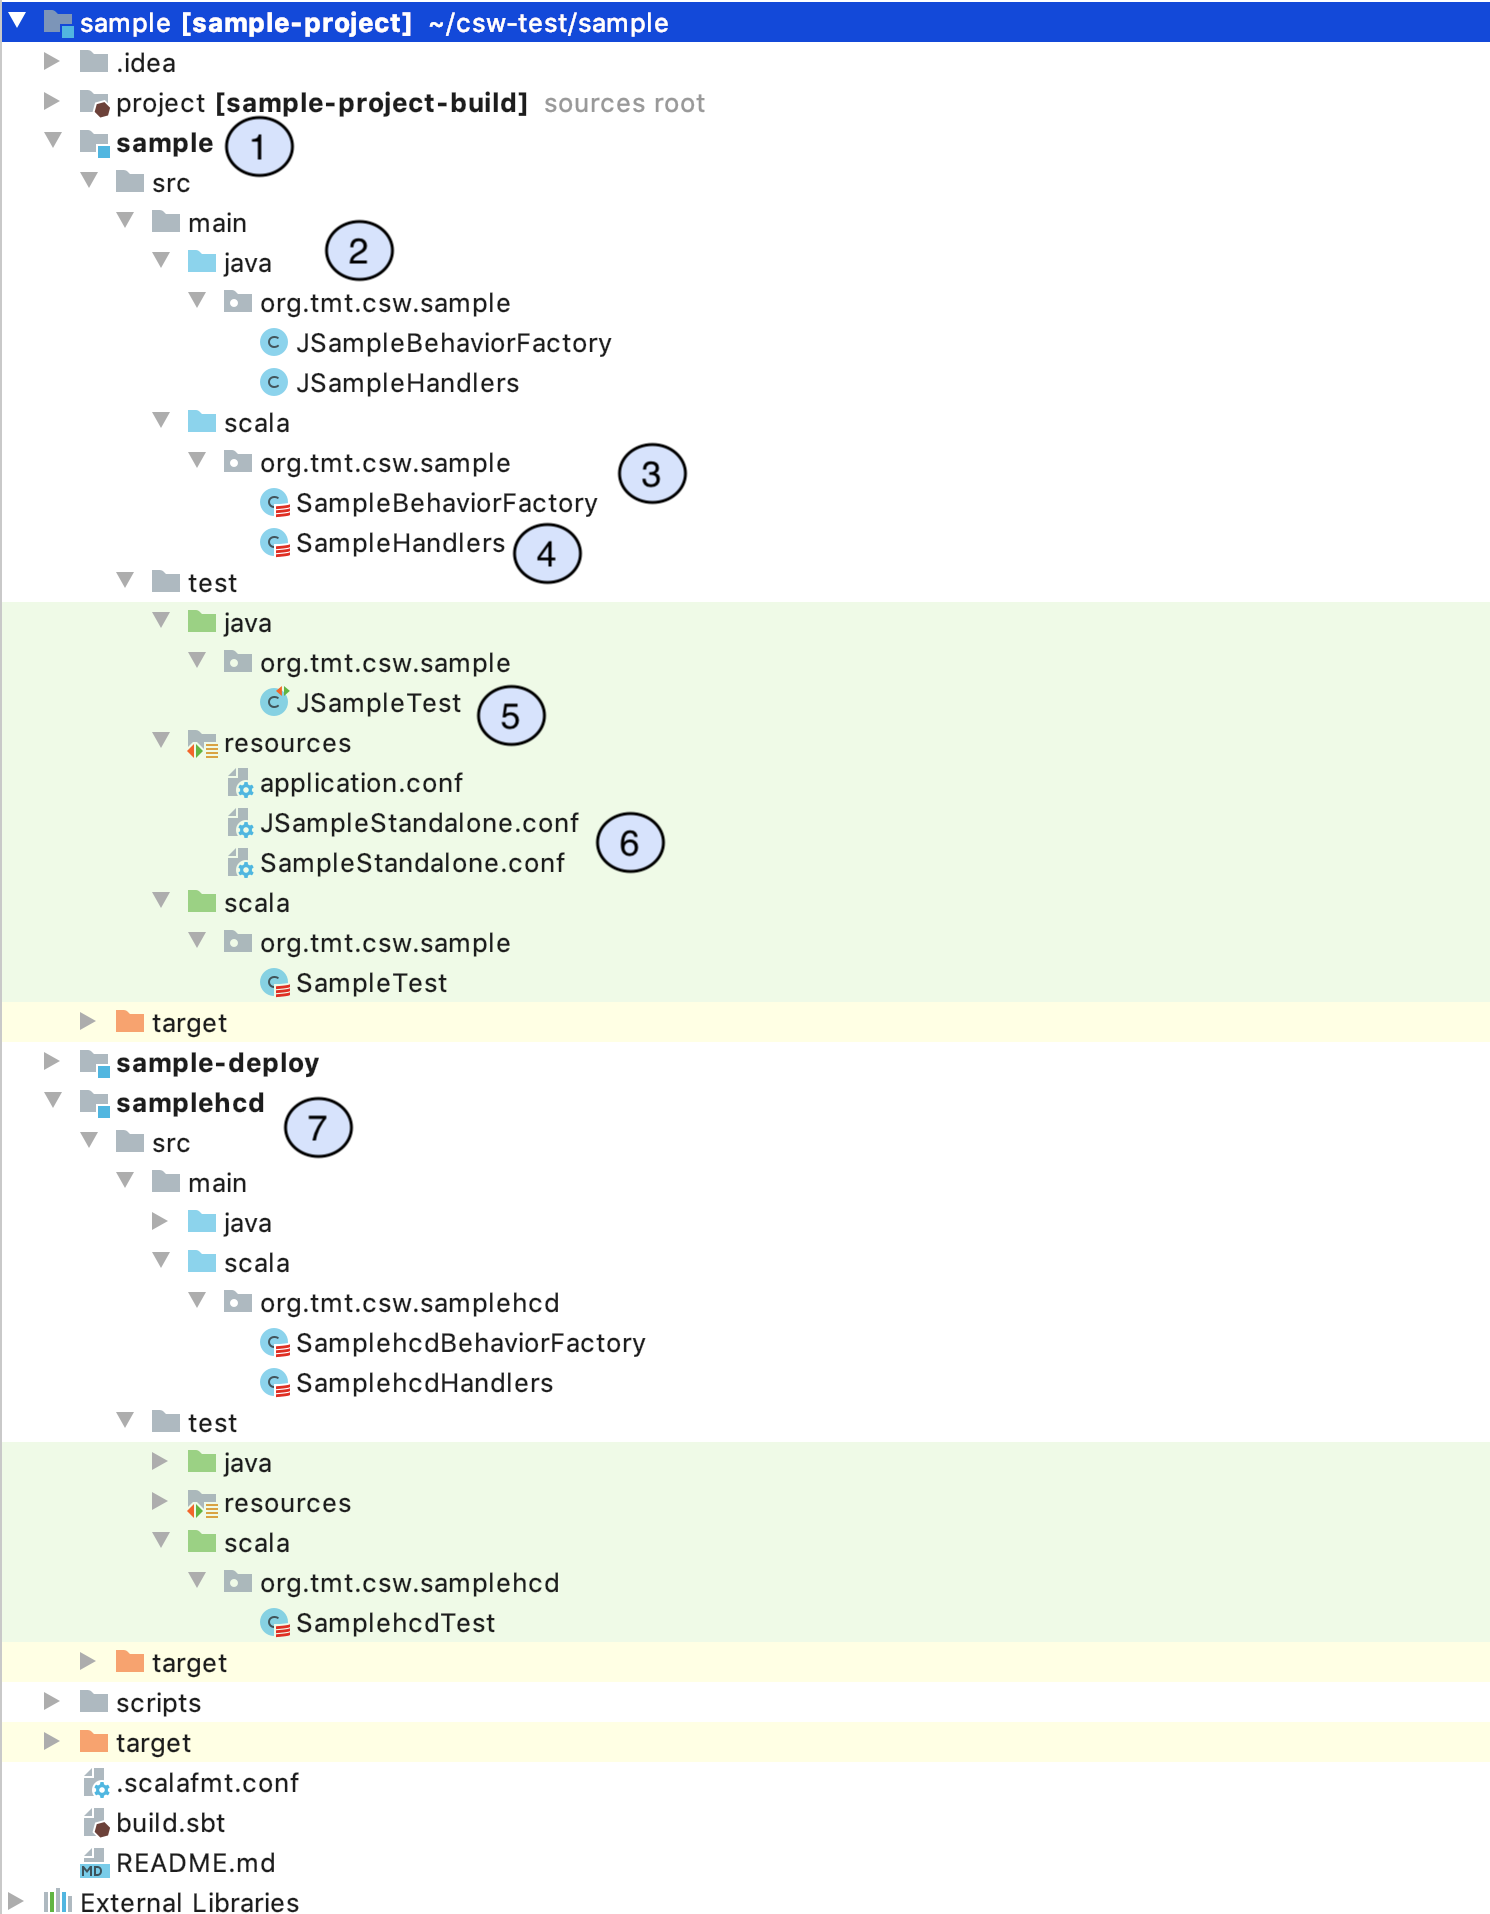 sample [sample-project] ~/csw-test/sample
.idea
project [sample-project-build] sources root
sample 1
src
main
2
java
org.tmt.csw.sample
C JSampleBehaviorFactory
C JSampleHandlers
scala
org.tmt.csw.sample 3
C SampleBehaviorFactory
C SampleHandlers 4
test
java
org.tmt.csw.sample
C JSampleTest 5
resources
application.conf
JSampleStandalone.conf 6
SampleStandalone.conf
scala
org.tmt.csw.sample
C SampleTest
target
sample-deploy
samplehcd 7
src
main
java
scala
org.tmt.csw.samplehcd
C SamplehcdBehaviorFactory
C SamplehcdHandlers
test
java
resources
scala
org.tmt.csw.samplehcd
C SamplehcdTest
target
scripts
target
.scalafmt.conf
build.sbt
MD README.md
External Libraries